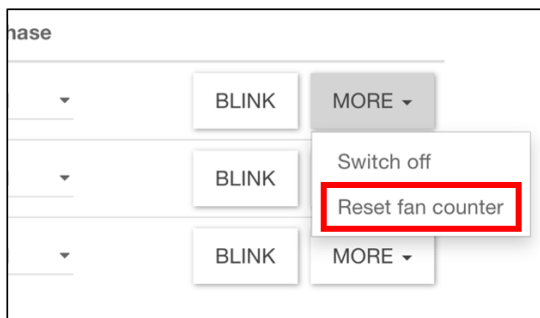 hase
BLINK MORE
Switch off
BLINK
Reset fan counter
BLINK MORE